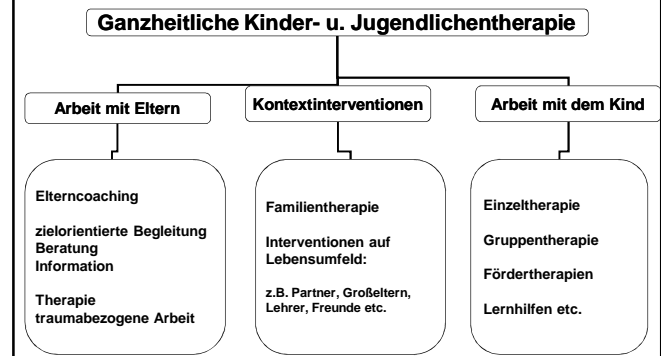 Ganzheitliche Kinder- u. Jugendlichentherapie
Arbeit mit Eltern
Kontextinterventionen
Arbeit mit dem Kind
Elterncoaching
zielorientierte Begleitung
Beratung
Information
Therapie
traumabezogene Arbeit
Familientherapie
Interventionen auf
Lebensumfeld:
z.B. Partner, Großeltern,
Lehrer, Freunde etc.
Einzeltherapie
Gruppentherapie
Fördertherapien
Lernhilfen etc.